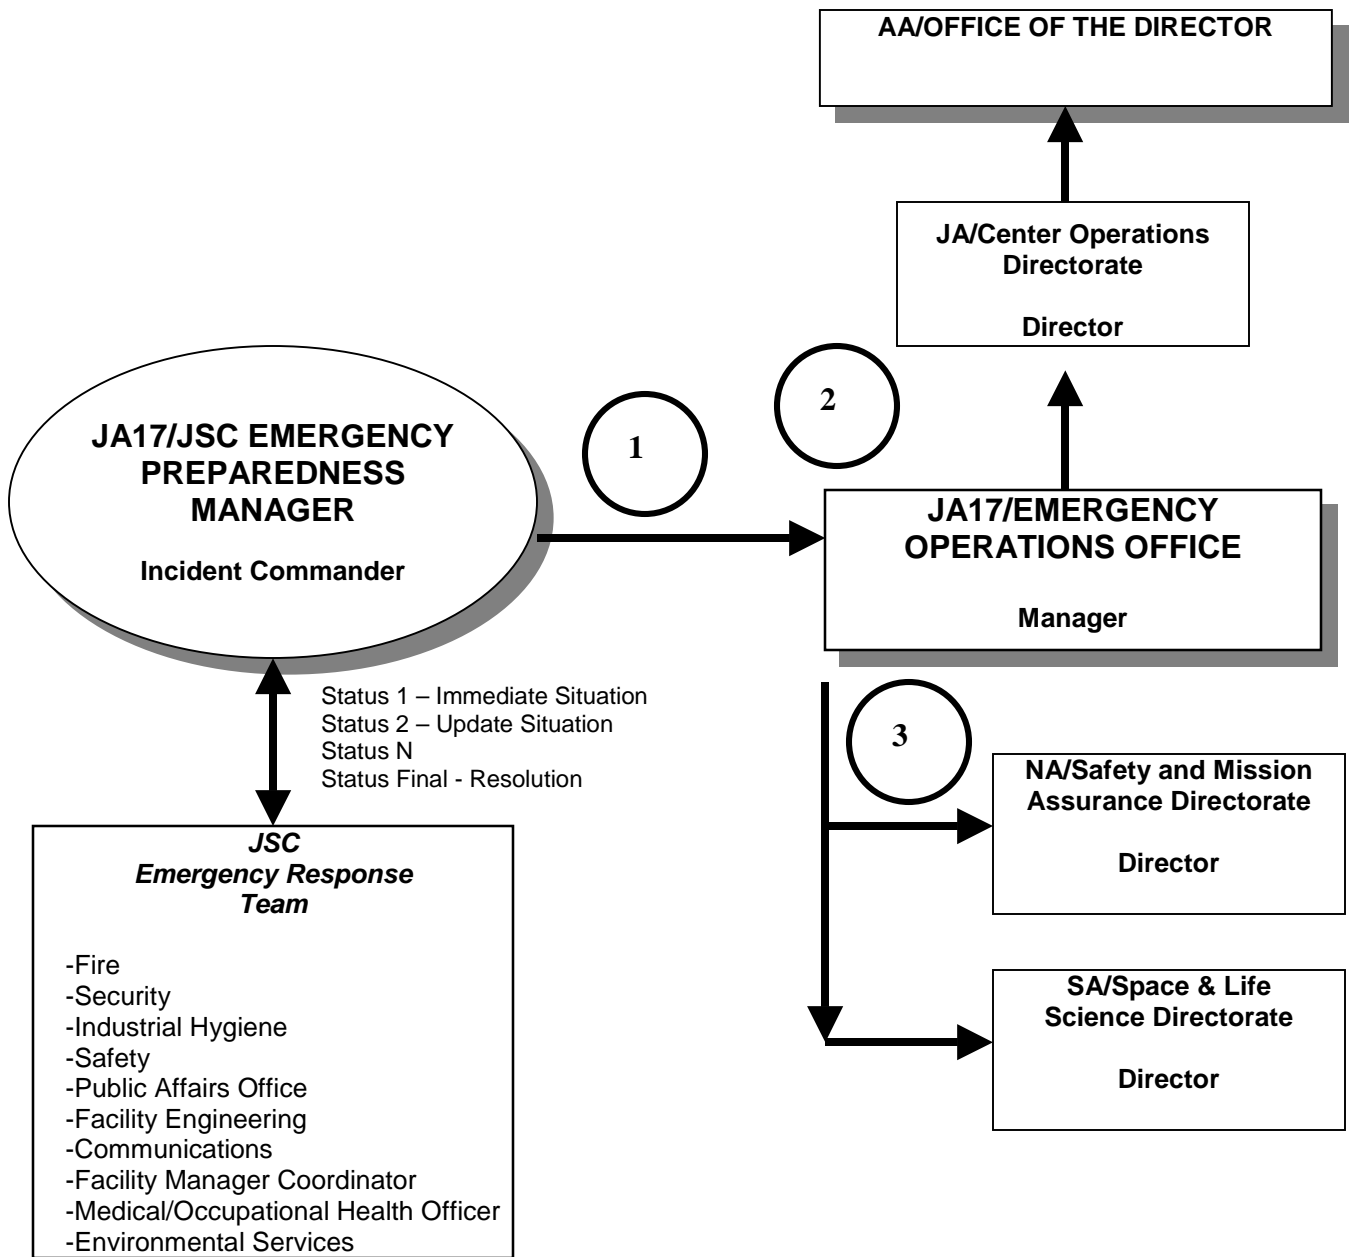 AA/OFFICE OF THE DIRECTOR
JA/Center Operations
Directorate
Director
2
1
JA17/JSC EMERGENCY
PREPAREDNESS
MANAGER
Incident Commander
JA17/EMERGENCY
OPERATIONS OFFICE
Manager
Status 1 – Immediate Situation
Status 2 – Update Situation
Status N
Status Final - Resolution
3
NA/Safety and Mission
Assurance Directorate
Director
SA/Space & Life
Science Directorate
Director
JSC
Emergency Response
Team
-Fire
-Security
-Industrial Hygiene
-Safety
-Public Affairs Office
-Facility Engineering
-Communications
-Facility Manager Coordinator
-Medical/Occupational Health Officer
-Environmental Services